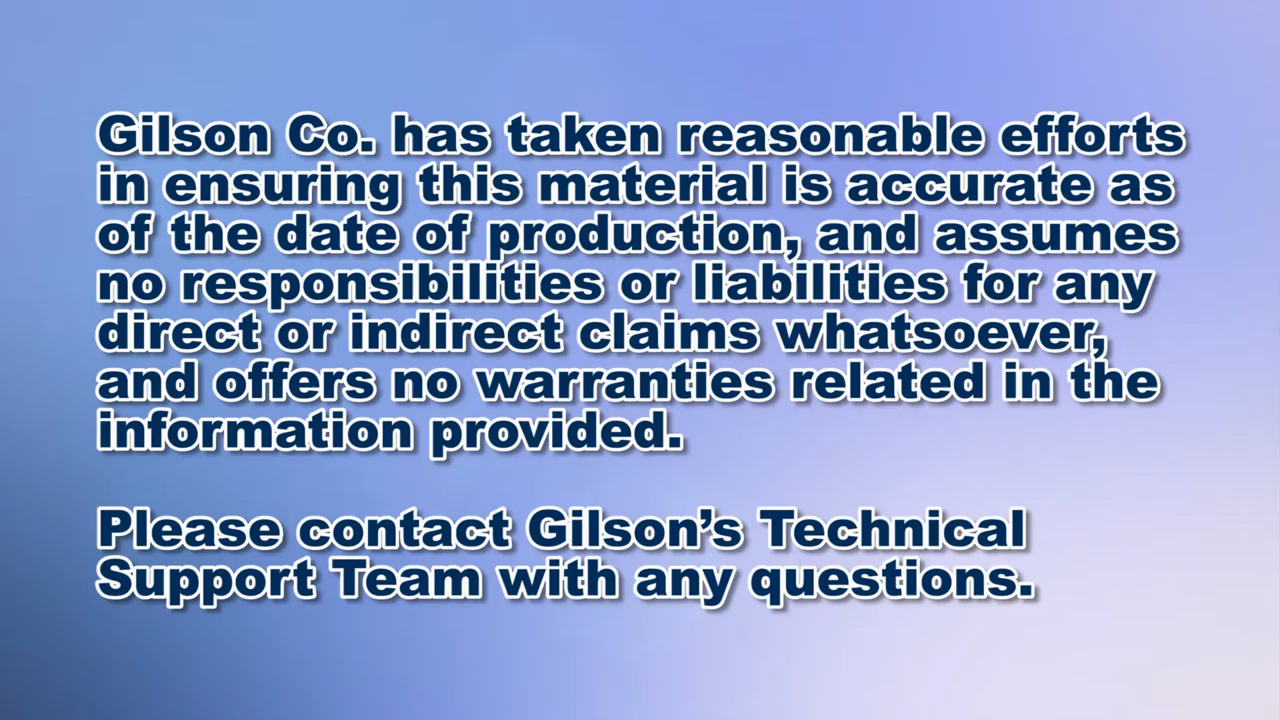 Gilson Co. has taken reasonable efforts
in ensuring this material is accurate as
of the date of production, and assumes
no responsibilities or liabilities for any
direct or indirect claims whatsoever,
and offers no warranties related in the
information provided.
Please contact Gilson’s Technical
Support Team with any questions.